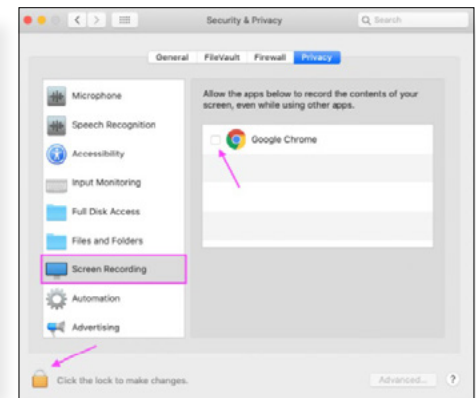 Security & Privacy
Search
General FileVault Firewall Privacy
Microphone
Speech Recognition
Accessibility
Input Monitoring
Full Disk Access
Files and Folders
Screen Recording
Automation
Advertising
Allow the apps below to record the contents of your
screen, even while using other apps.
Google Chrome
Click the lock to make changes.
Advanced...
?